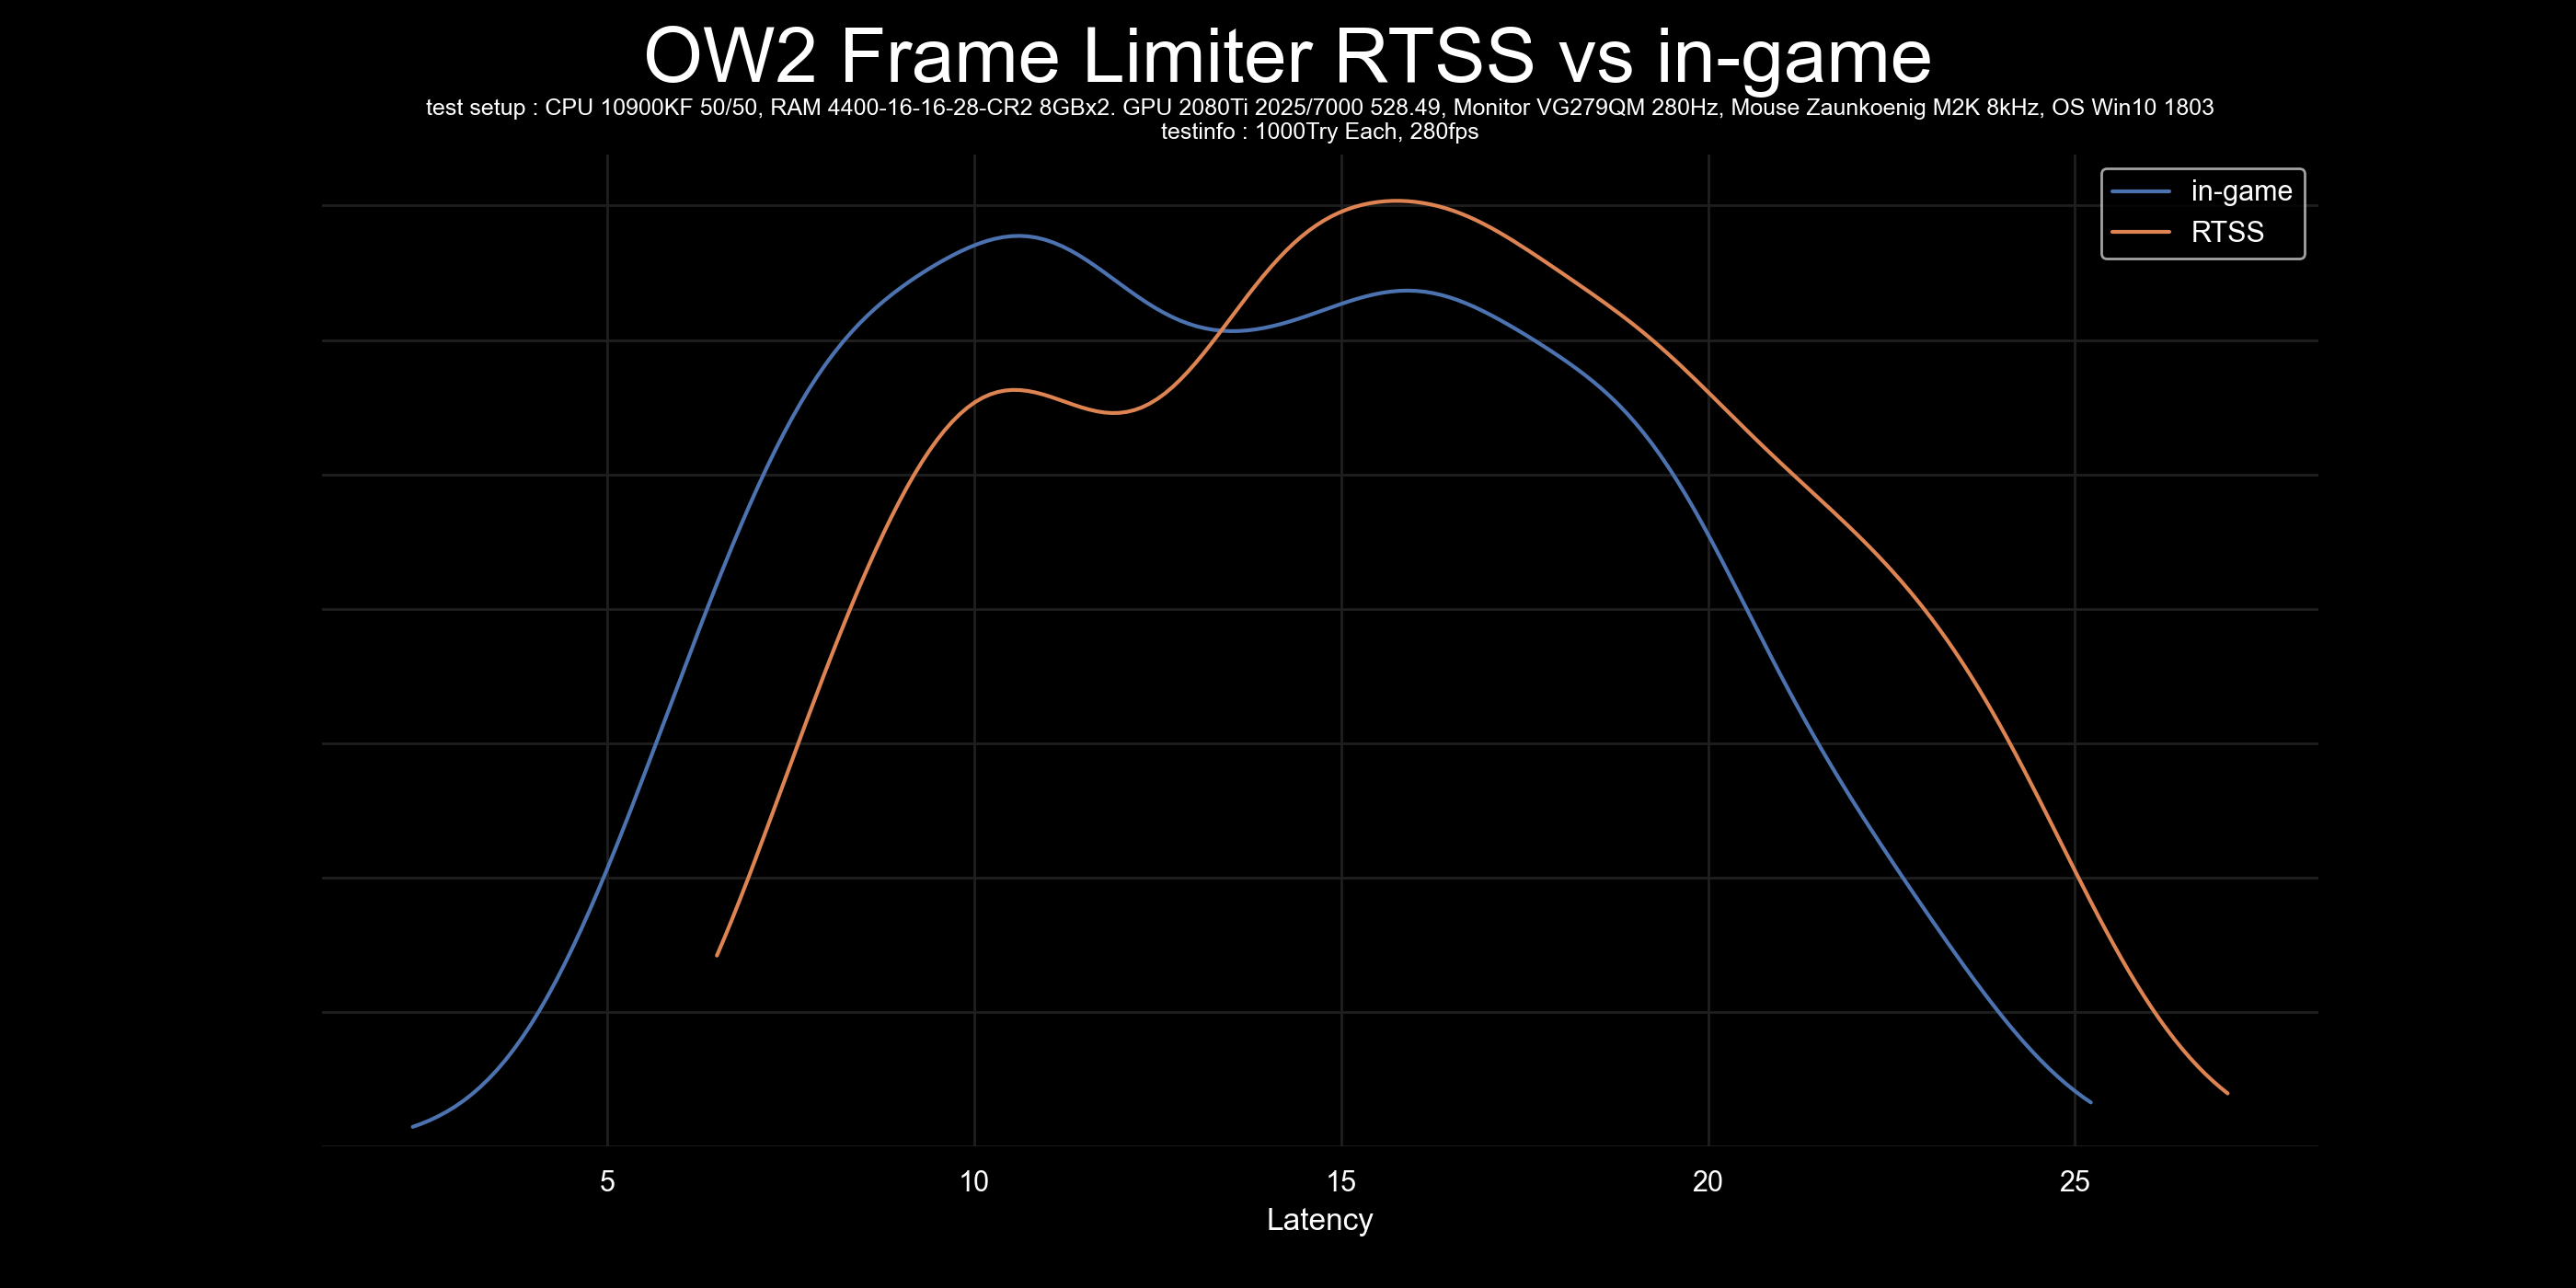 OW2 Frame Limiter RTSS vs in-game
test setup : CPU 10900KF 50/50, RAM 4400-16-16-28-CR2 8GBx2. GPU 2080Ti 2025/7000 528.49, Monitor VG279QM 280Hz, Mouse Zaunkoenig M2K 8kHz, OS Win10 1803
testinfo : 1000Try Each, 280fps
in-game
RTSS
5 10 15 20 25
Latency